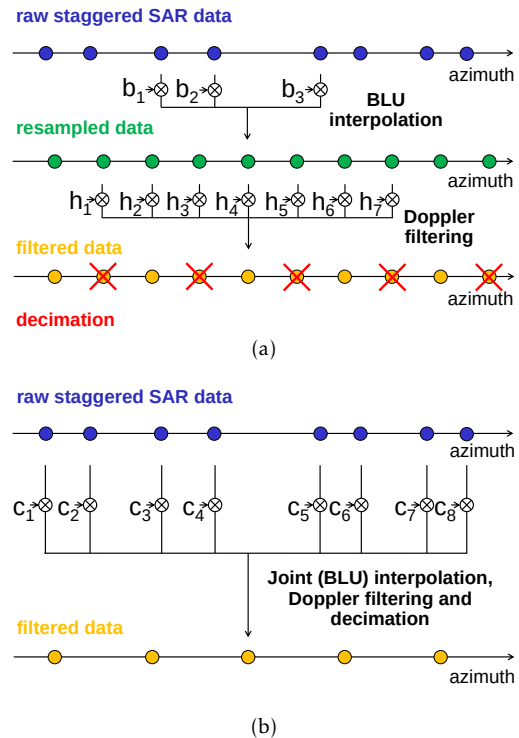 raw staggered SAR data
azimuth
b1 b2 b3
BLU
interpolation
resampled data
azimuth
h1 h2 h3 h4 h5 h6 h7
Doppler
filtering
filtered data
azimuth
decimation
(a)
raw staggered SAR data
azimuth
c1 c2 c3 c4 c5 c6 c7 c8
Joint (BLU) interpolation,
Doppler filtering and
decimation
filtered data
azimuth
(b)